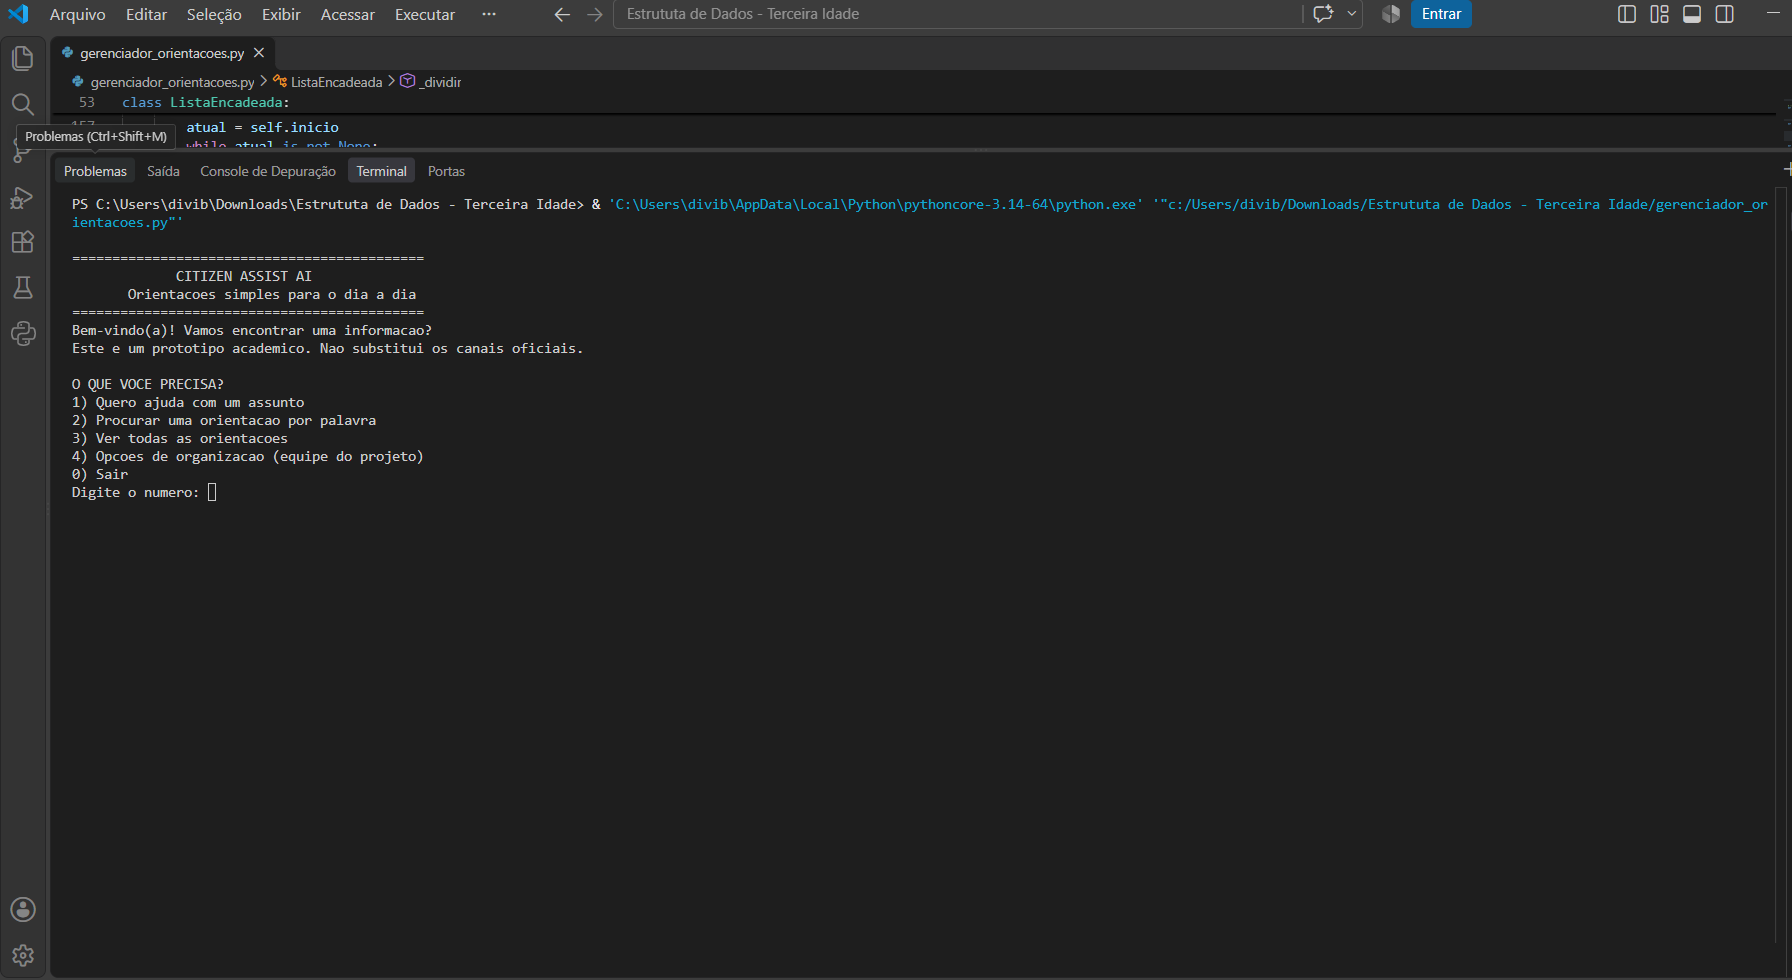 Arquivo Editar Seleção Exibir Acessar Executar ··· Estrututa de Dados - Terceira Idade Entrar
gerenciador_orientacoes.py
gerenciador_orientacoes.py > ListaEncadeada > _dividir
53 class ListaEncadeada:
157 atual = self.inicio
while atual is not None:
Problemas (Ctrl+Shift+M)
Problemas Saída Console de Depuração Terminal Portas
PS C:\Users\divib\Downloads\Estrututa de Dados - Terceira Idade> & 'C:\Users\divib\AppData\Local\Python\pythoncore-3.14-64\python.exe' '"c:/Users/divib/Downloads/Estrututa de Dados - Terceira Idade/gerenciador_or
ientacoes.py"'
============================================
CITIZEN ASSIST AI
Orientacoes simples para o dia a dia
============================================
Bem-vindo(a)! Vamos encontrar uma informacao?
Este e um prototipo academico. Nao substitui os canais oficiais.
O QUE VOCE PRECISA?
1) Quero ajuda com um assunto
2) Procurar uma orientacao por palavra
3) Ver todas as orientacoes
4) Opcoes de organizacao (equipe do projeto)
0) Sair
Digite o numero: